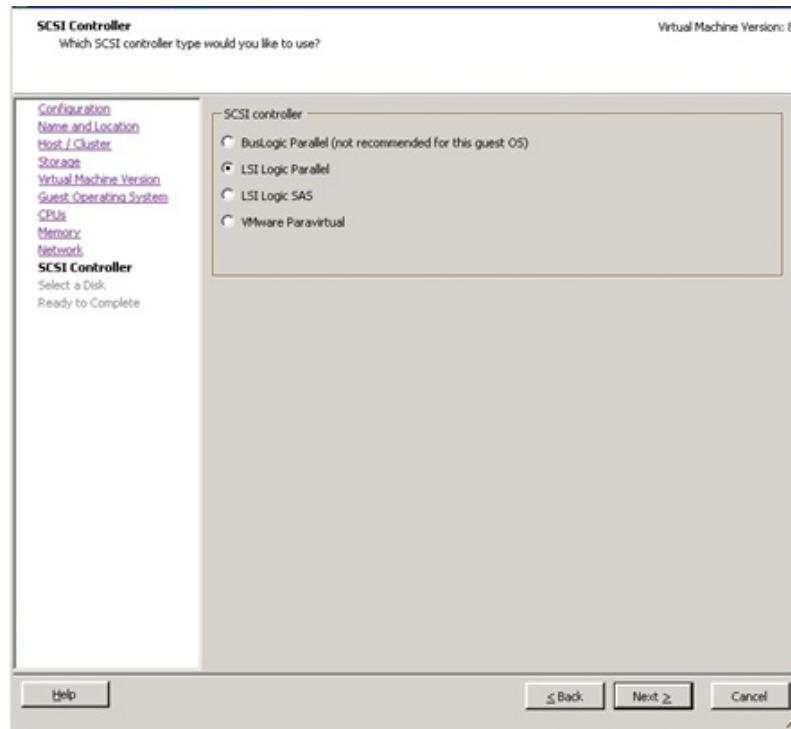 SCSI Controller
Which SCSI controller type would you like to use?
Virtual Machine Version: 8
Configuration
Name and Location
Host / Cluster
Storage
Virtual Machine Version
Guest Operating System
CPUs
Memory
Network
SCSI Controller
Select a Disk
Ready to Complete
SCSI controller
BusLogic Parallel (not recommended for this guest OS)
LSI Logic Parallel
LSI Logic SAS
VMware Paravirtual
Help
< Back
Next >
Cancel